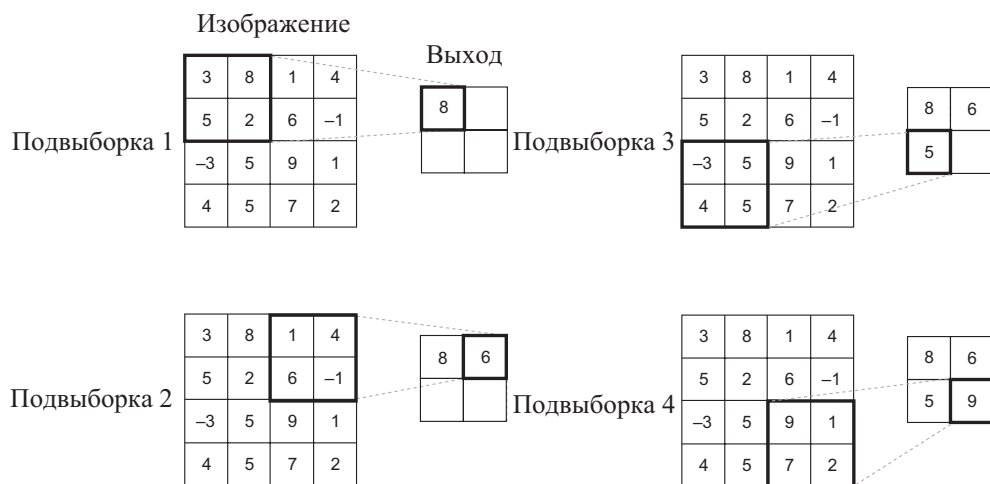 Изображение
Выход
Подвыборка 1
3 8 1 4
5 2 6 –1
–3 5 9 1
4 5 7 2
8
Подвыборка 3
3 8 1 4
5 2 6 –1
–3 5 9 1
4 5 7 2
8 6
5
Подвыборка 2
3 8 1 4
5 2 6 –1
–3 5 9 1
4 5 7 2
8 6
Подвыборка 4
3 8 1 4
5 2 6 –1
–3 5 9 1
4 5 7 2
8 6
5 9